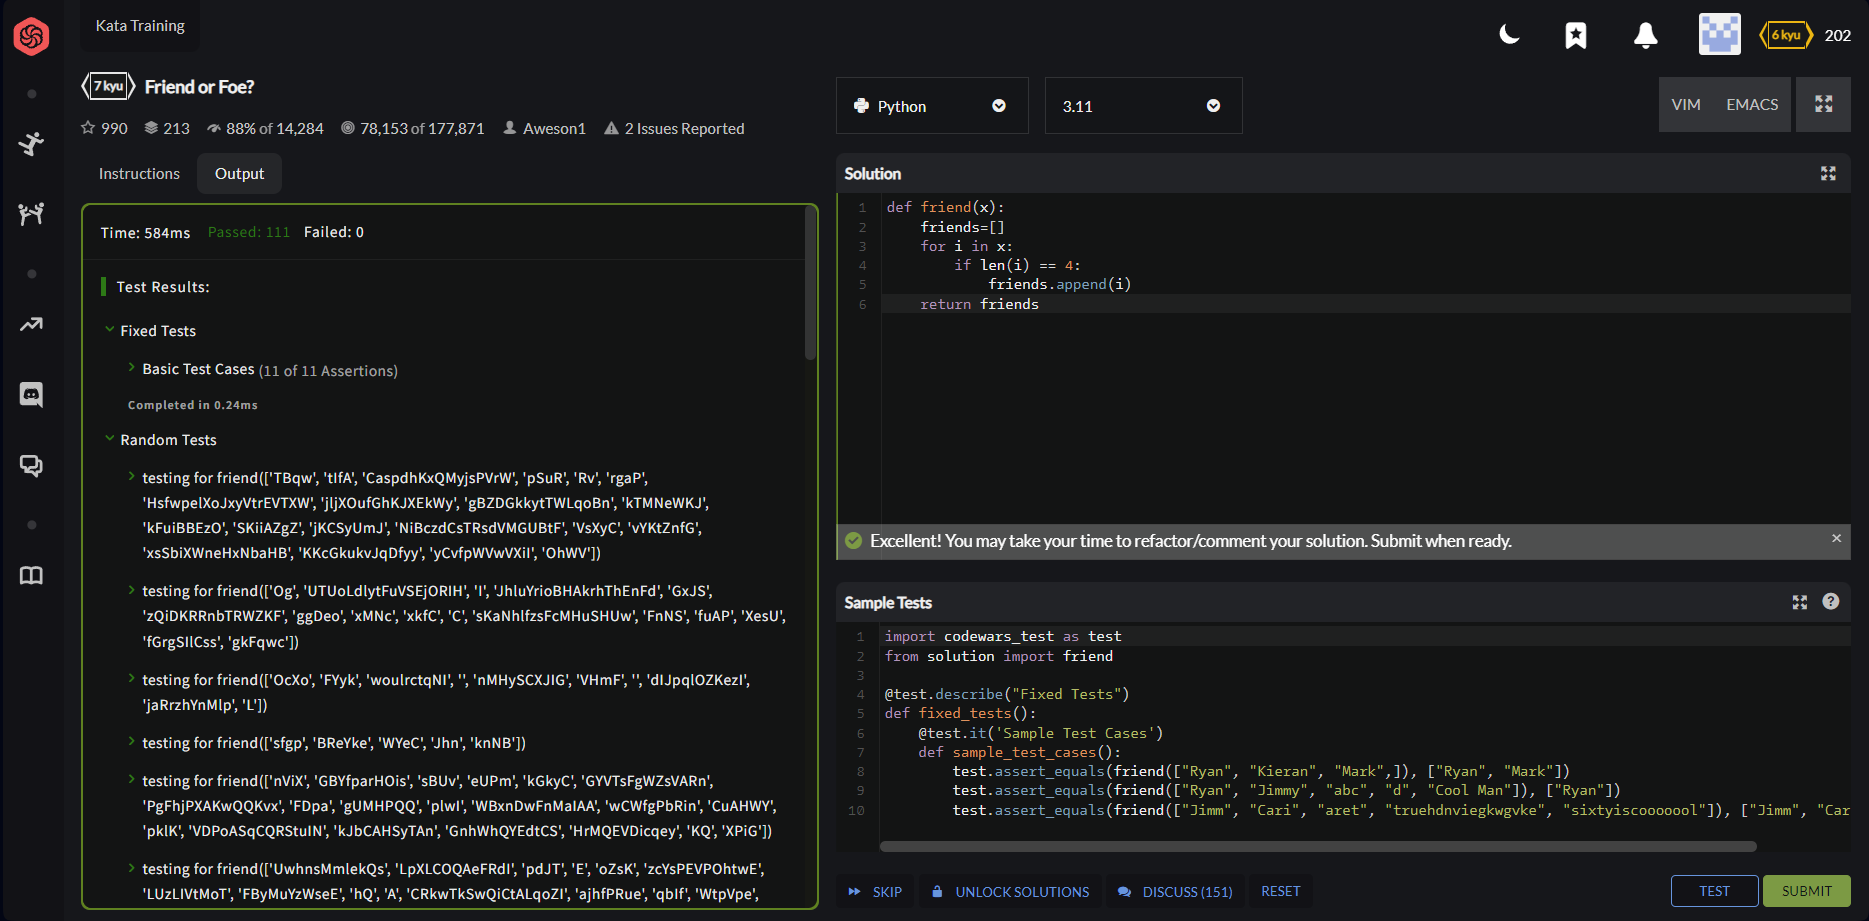 Kata Training
6 kyu 202
7 kyu Friend or Foe?
990 213 88% of 14,284 78,153 of 177,871 Aweson1 2 Issues Reported
Instructions Output
Time: 584ms Passed: 111 Failed: 0
Test Results:
Fixed Tests
Basic Test Cases (11 of 11 Assertions)
Completed in 0.24ms
Random Tests
testing for friend(['TBqw', 'tIfA', 'CaspdhKxQMyjsPVrW', 'pSuR', 'Rv', 'rgaP',
'HsfwpelXoJxyVtrEVTXW', 'jljXOufGhKJXEkWy', 'gBZDGkkytTWLqoBn', 'kTMNeWKJ',
'kFuiBBEzO', 'SKiiAZgZ', 'jKCSyUmJ', 'NiBczdCsTRsdVMGUBtF', 'VsXyC', 'vYKtZnfG',
'xsSbiXWneHxNbaHB', 'KKcGkukvJqDfyy', 'yCvfpWVwVXiI', 'OhWV'])
testing for friend(['Og', 'UTUoLdlytFuVSEjORIH', 'I', 'JhluYrioBHAkrhThEnFd', 'GxJS',
'zQiDKRRnbTRWZKF', 'ggDeo', 'xMNc', 'xkfC', 'C', 'sKaNhlfzsFcMHuSHUw', 'FnNS', 'fuAP', 'XesU',
'fGrgSIlCss', 'gkFqwc'])
testing for friend(['OcXo', 'FYyk', 'woulrctqNI', '', 'nMHySCXJIG', 'VHmF', '', 'dIJpqlOZKezI',
'jaRrzhYnMlp', 'L'])
testing for friend(['sfgp', 'BReYke', 'WYeC', 'Jhn', 'knNB'])
testing for friend(['nViX', 'GBYfparHOis', 'sBUv', 'eUPm', 'kGkyC', 'GYVTsFgWZsVARn',
'PgFhjPXAKwQQKvx', 'FDpa', 'gUMHPQQ', 'plwI', 'WBxnDwFnMaIAA', 'wCWfgPbRin', 'CuAHWY',
'pklK', 'VDPoASqCQRStuIN', 'kJbCAHSyTAn', 'GnhWhQYEdtCS', 'HrMQEVDicqey', 'KQ', 'XPiG'])
testing for friend(['UwhnsMmlekQs', 'LpXLCOQAeFRdI', 'pdJT', 'E', 'oZsK', 'zcYsPEVPOhtwE',
'LUzLIVtMoT', 'FByMuYzWseE', 'hQ', 'A', 'CRkwTkSwQiCtALqoZI', 'ajhfPRue', 'qbIf', 'WtpVpe',
Python 3.11 VIM EMACS
Solution
1 def friend(x):
2 friends=[]
3 for i in x:
4 if len(i) == 4:
5 friends.append(i)
6 return friends
Excellent! You may take your time to refactor/comment your solution. Submit when ready. ×
Sample Tests ?
1 import codewars_test as test
2 from solution import friend
3
4 @test.describe("Fixed Tests")
5 def fixed_tests():
6 @test.it('Sample Test Cases')
7 def sample_test_cases():
8 test.assert_equals(friend(["Ryan", "Kieran", "Mark",]), ["Ryan", "Mark"])
9 test.assert_equals(friend(["Ryan", "Jimmy", "abc", "d", "Cool Man"]), ["Ryan"])
10 test.assert_equals(friend(["Jimm", "Cari", "aret", "truehdnviegkwgvke", "sixtyiscooooool"]), ["Jimm", "Car
SKIP UNLOCK SOLUTIONS DISCUSS (151) RESET TEST SUBMIT